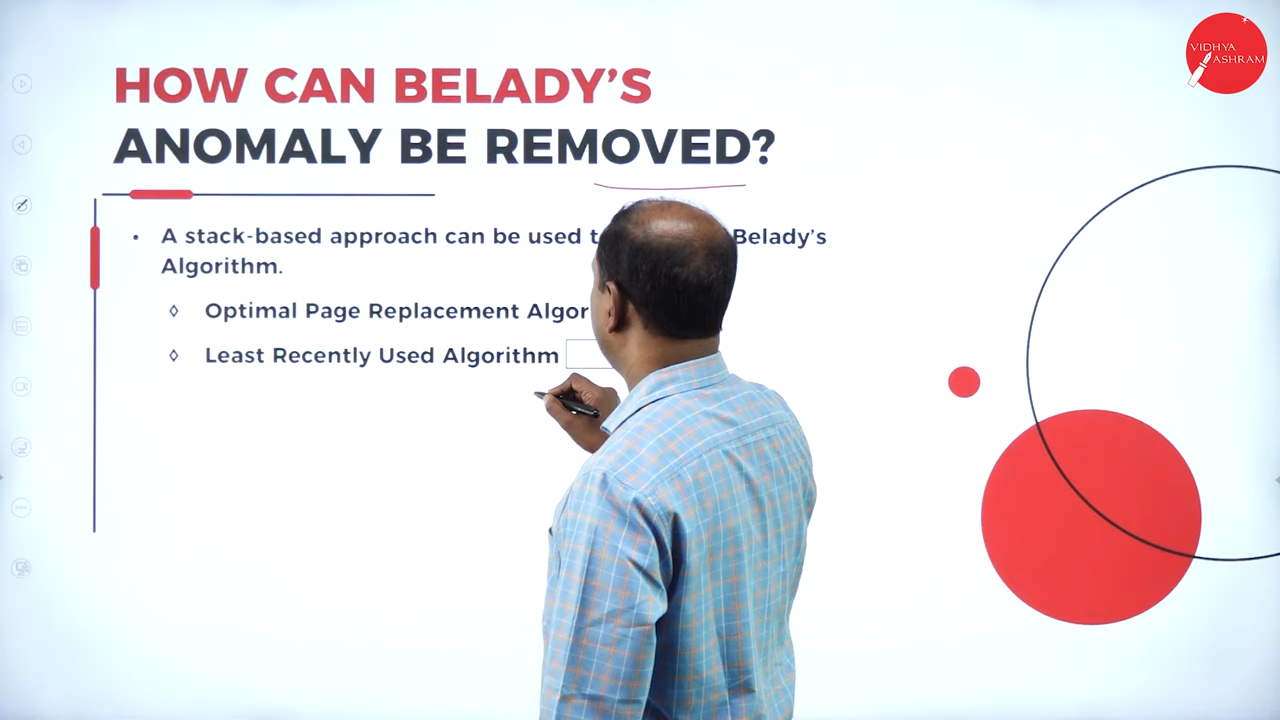 VIDHYA
ASHRAM
HOW CAN BELADY'S
ANOMALY BE REMOVED?
• A stack-based approach can be used Belady's
Algorithm.
◊ Optimal Page Replacement
◊ Least Recently Used Algorithm